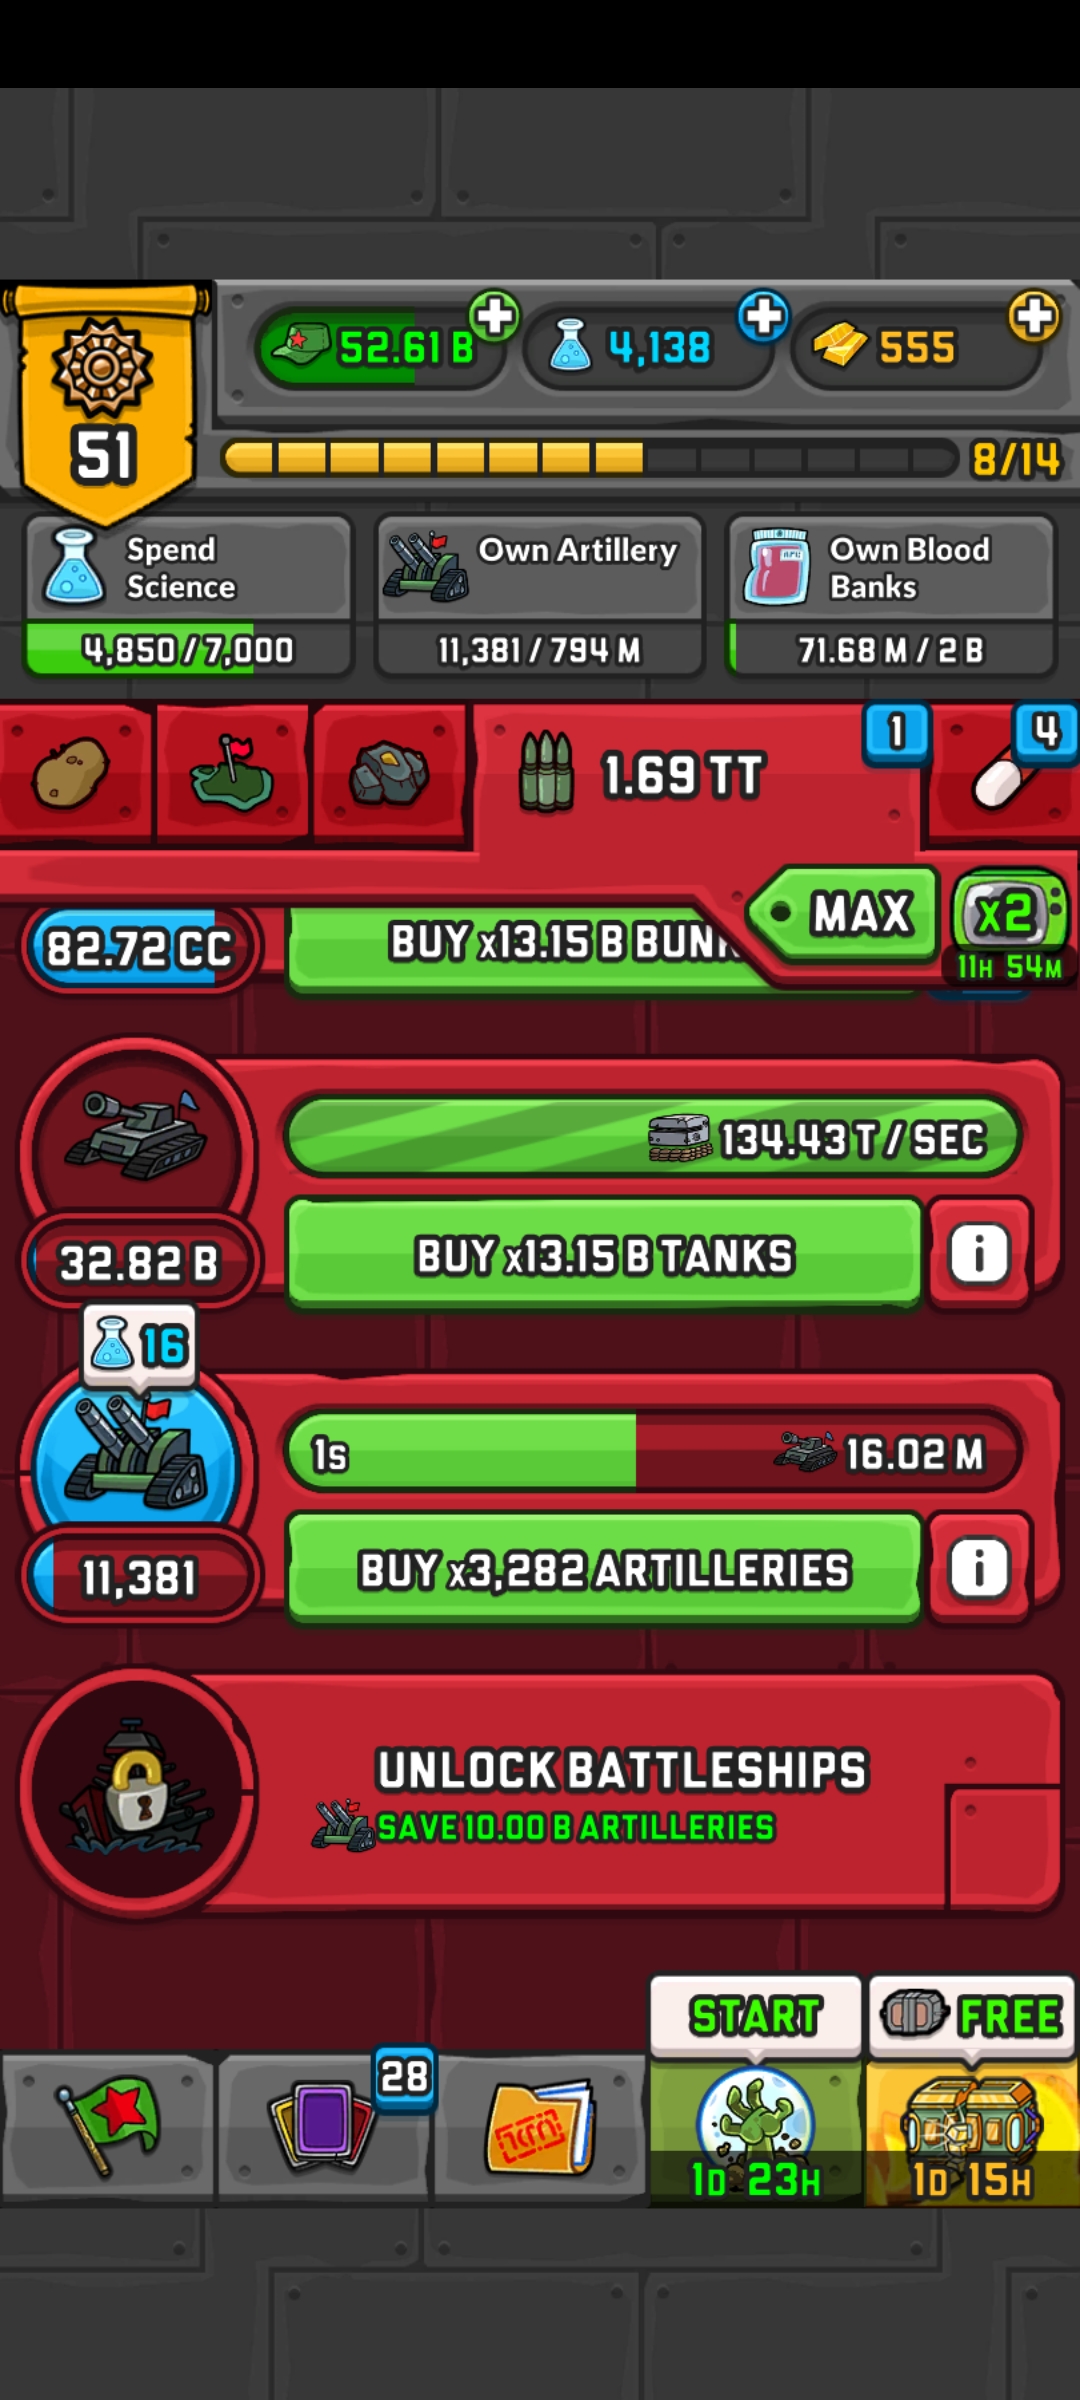 51
52.61 B
4,138
555
8/14
Spend
Science
4,850/7,000
Own Artillery
11,381/794 M
Own Blood
Banks
71.68 M/2 B
1.69 TT
1
4
MAX
x2
11H 54M
82.72 CC
BUY x13.15 B
134.43 T/SEC
32.82 B
BUY x13.15 B TANKS
i
16
1s
16.02 M
11,381
BUY x3,282 ARTILLERIES
i
UNLOCK BATTLESHIPS
SAVE 10.00 B ARTILLERIES
START
FREE
28
1D 23H
1D 15H